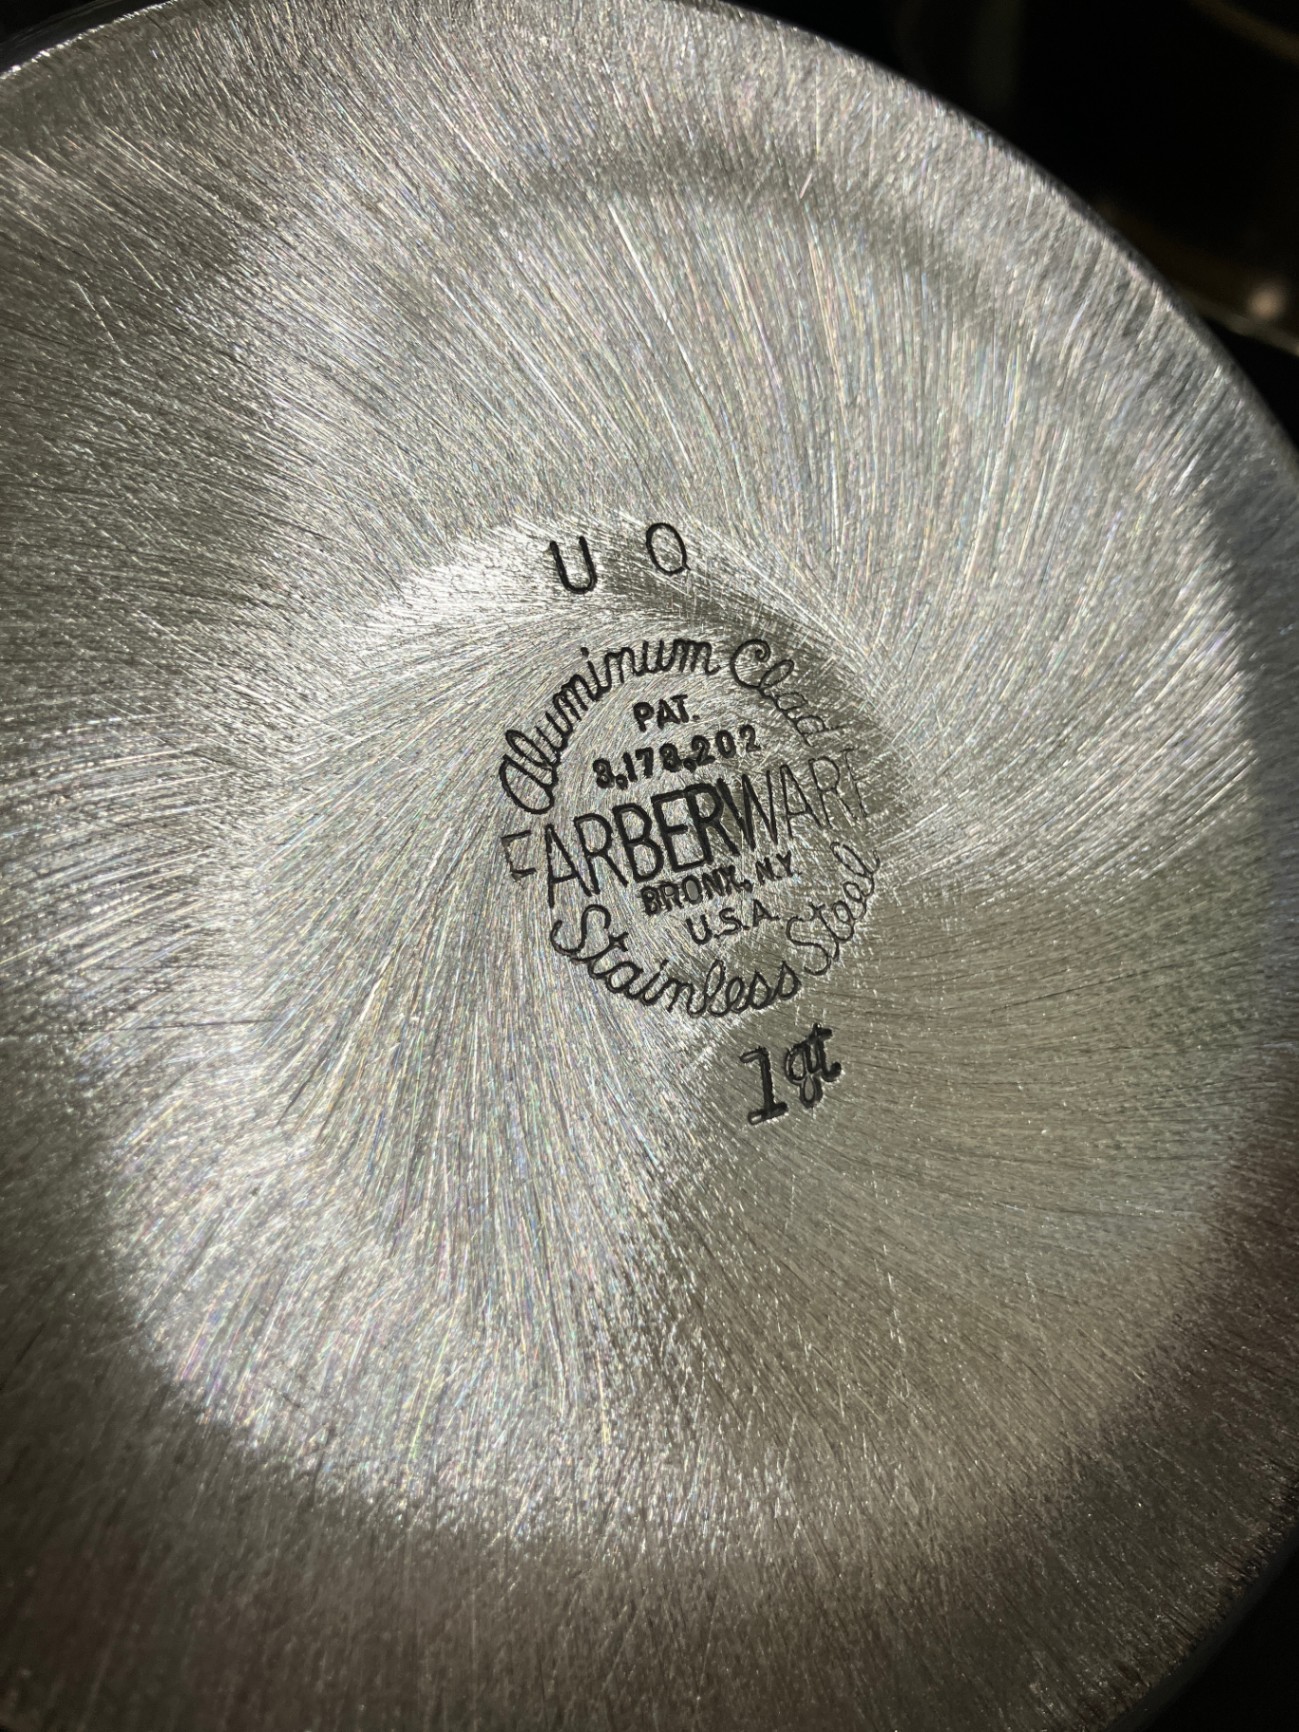 U Q
Aluminum Clad
PAT.
3,173,202
FARBERWARE
BRONX, N.Y.
U.S.A.
Stainless Steel
1qt